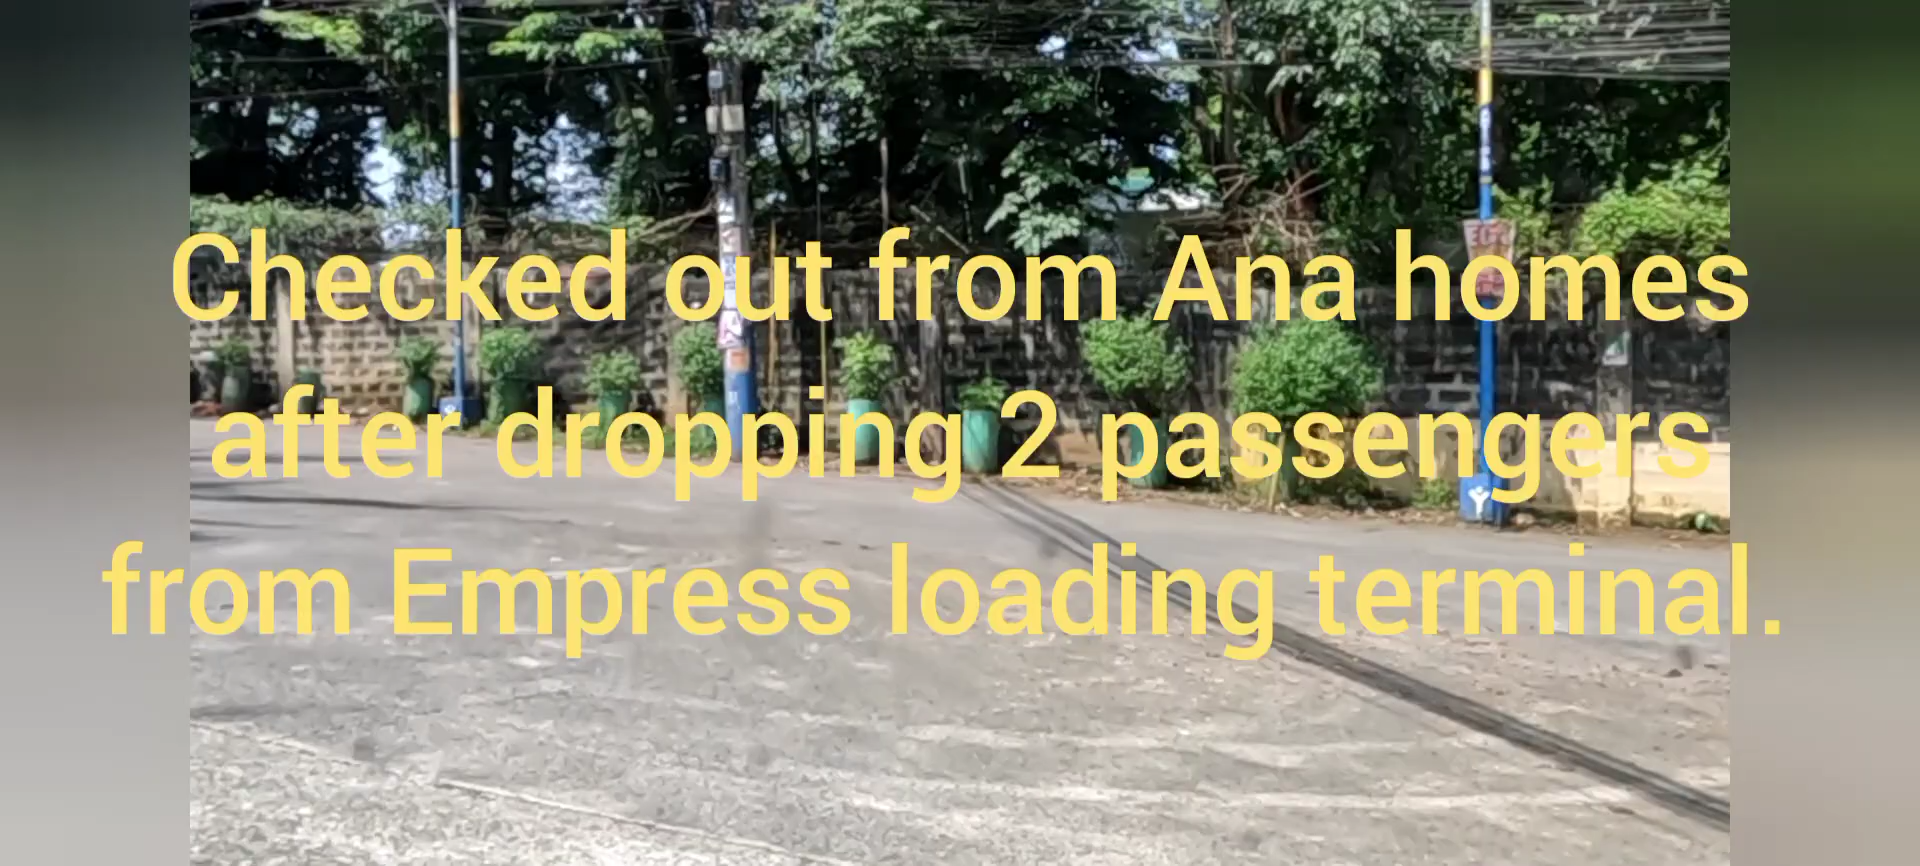 Checked out from Ana homes
after dropping 2 passengers
from Empress loading terminal.